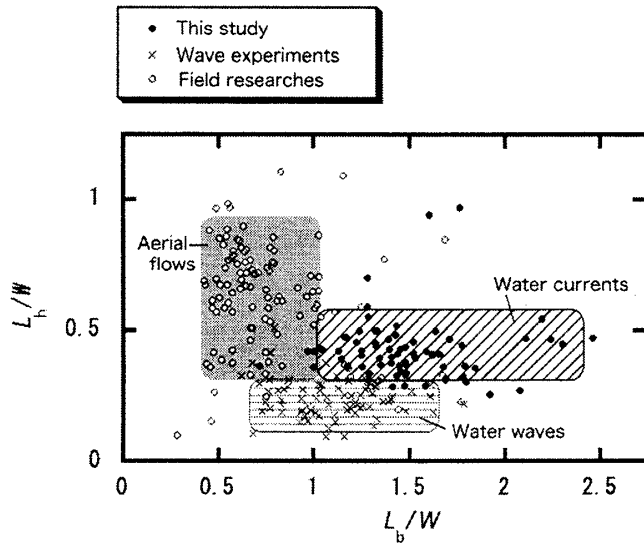 This study
Wave experiments
Field researches
1
0.5
0
L_h/W
Aerial
flows
Water currents
Water waves
0 0.5 1 1.5 2 2.5
L_b/W